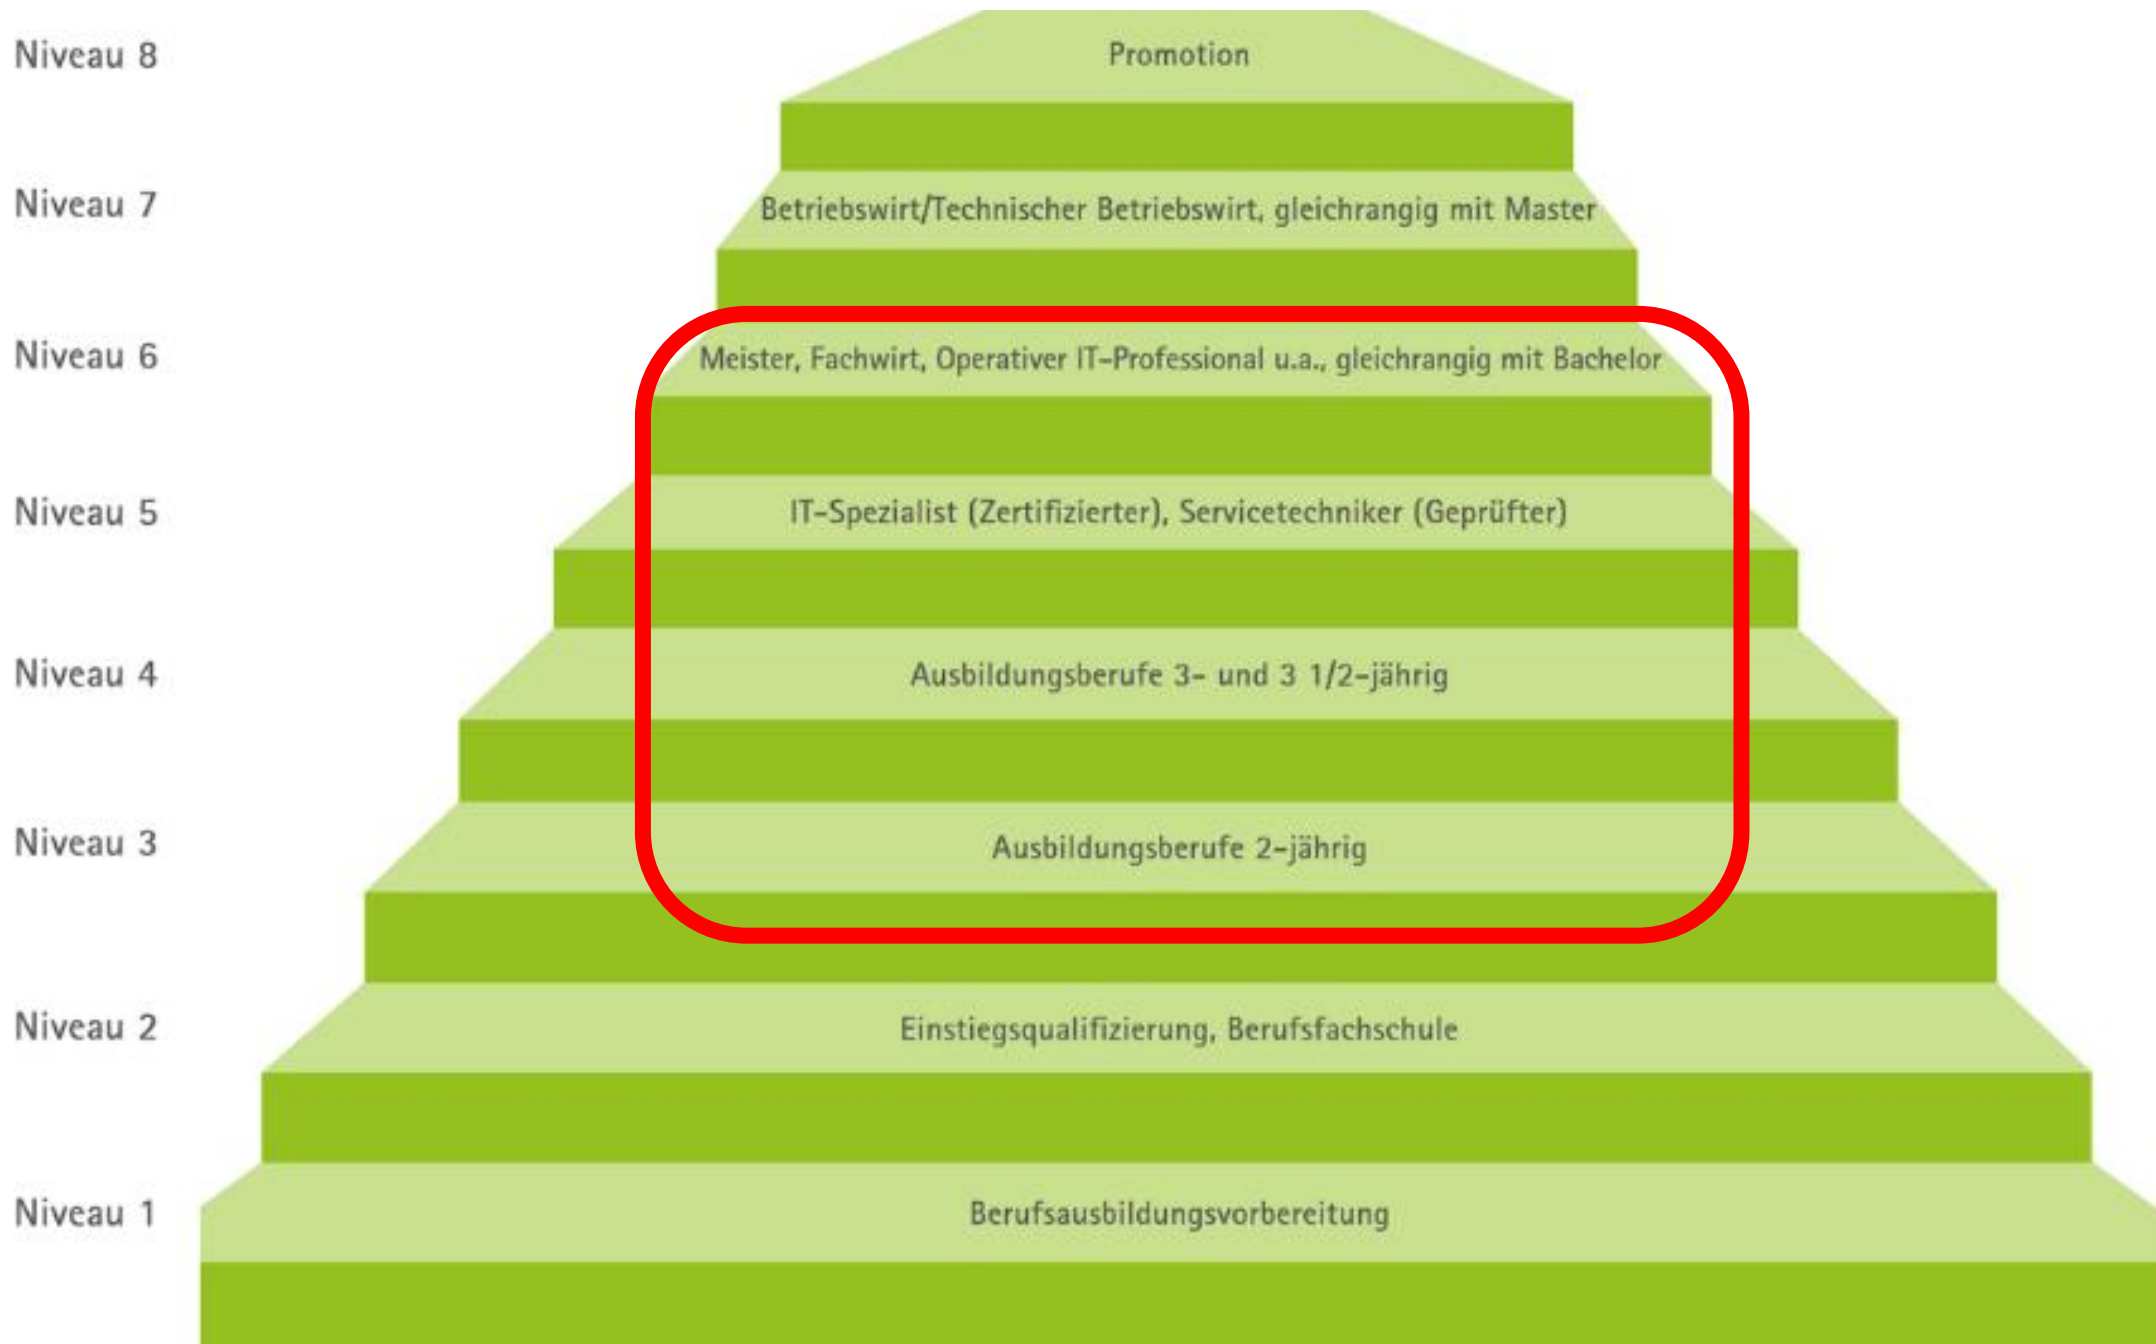 Niveau 8
Promotion
Niveau 7
Betriebswirt/Technischer Betriebswirt, gleichrangig mit Master
Niveau 6
Meister, Fachwirt, Operativer IT-Professional u.a., gleichrangig mit Bachelor
Niveau 5
IT-Spezialist (Zertifizierter), Servicetechniker (Geprüfter)
Niveau 4
Ausbildungsberufe 3- und 3 1/2-jährig
Niveau 3
Ausbildungsberufe 2-jährig
Niveau 2
Einstiegsqualifizierung, Berufsfachschule
Niveau 1
Berufsausbildungsvorbereitung